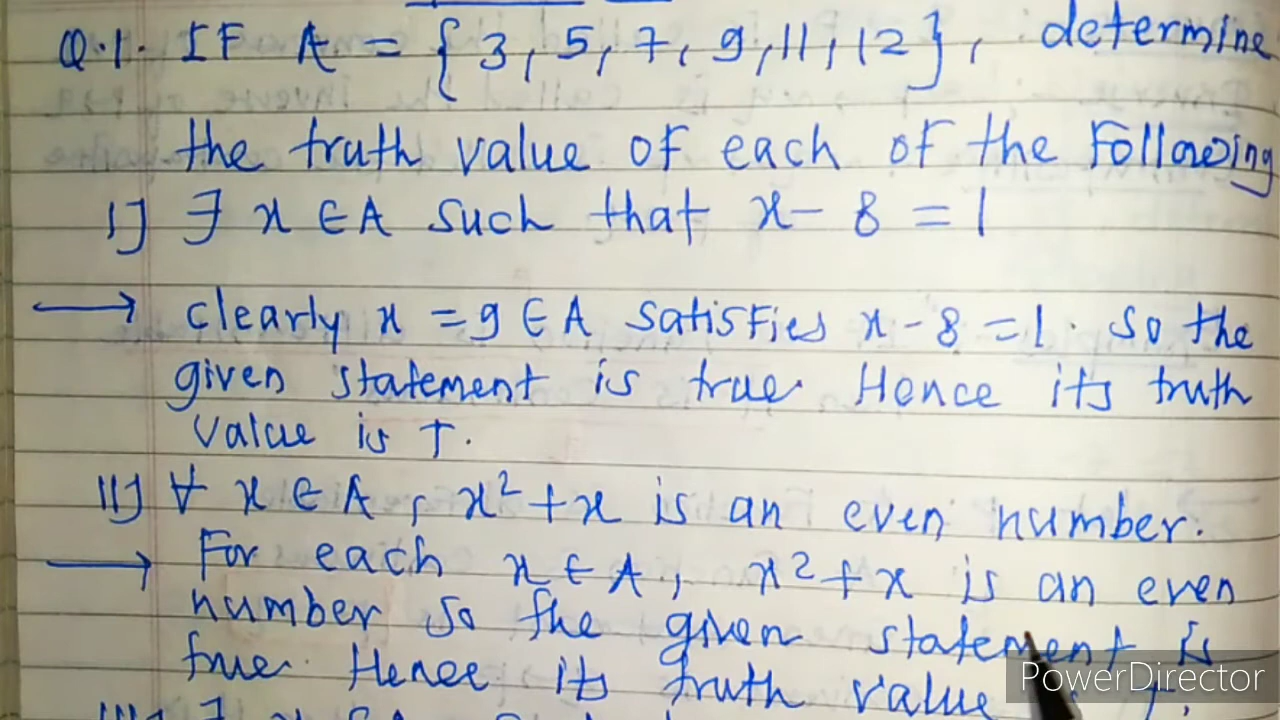 Q.1. IF A = { 3, 5, 7, 9, 11, 12 }, determine
the truth value of each of the Following
I] ∃ x ∈ A such that x - 8 = 1
→ clearly x = 9 ∈ A satisfies x - 8 = 1. so the
given statement is true. Hence its truth
value is T.
II] ∀ x ∈ A, x² + x is an even number.
→ For each x ∈ A, x² + x is an even
number so the given statement is
true. Hence its truth value T.
PowerDirector